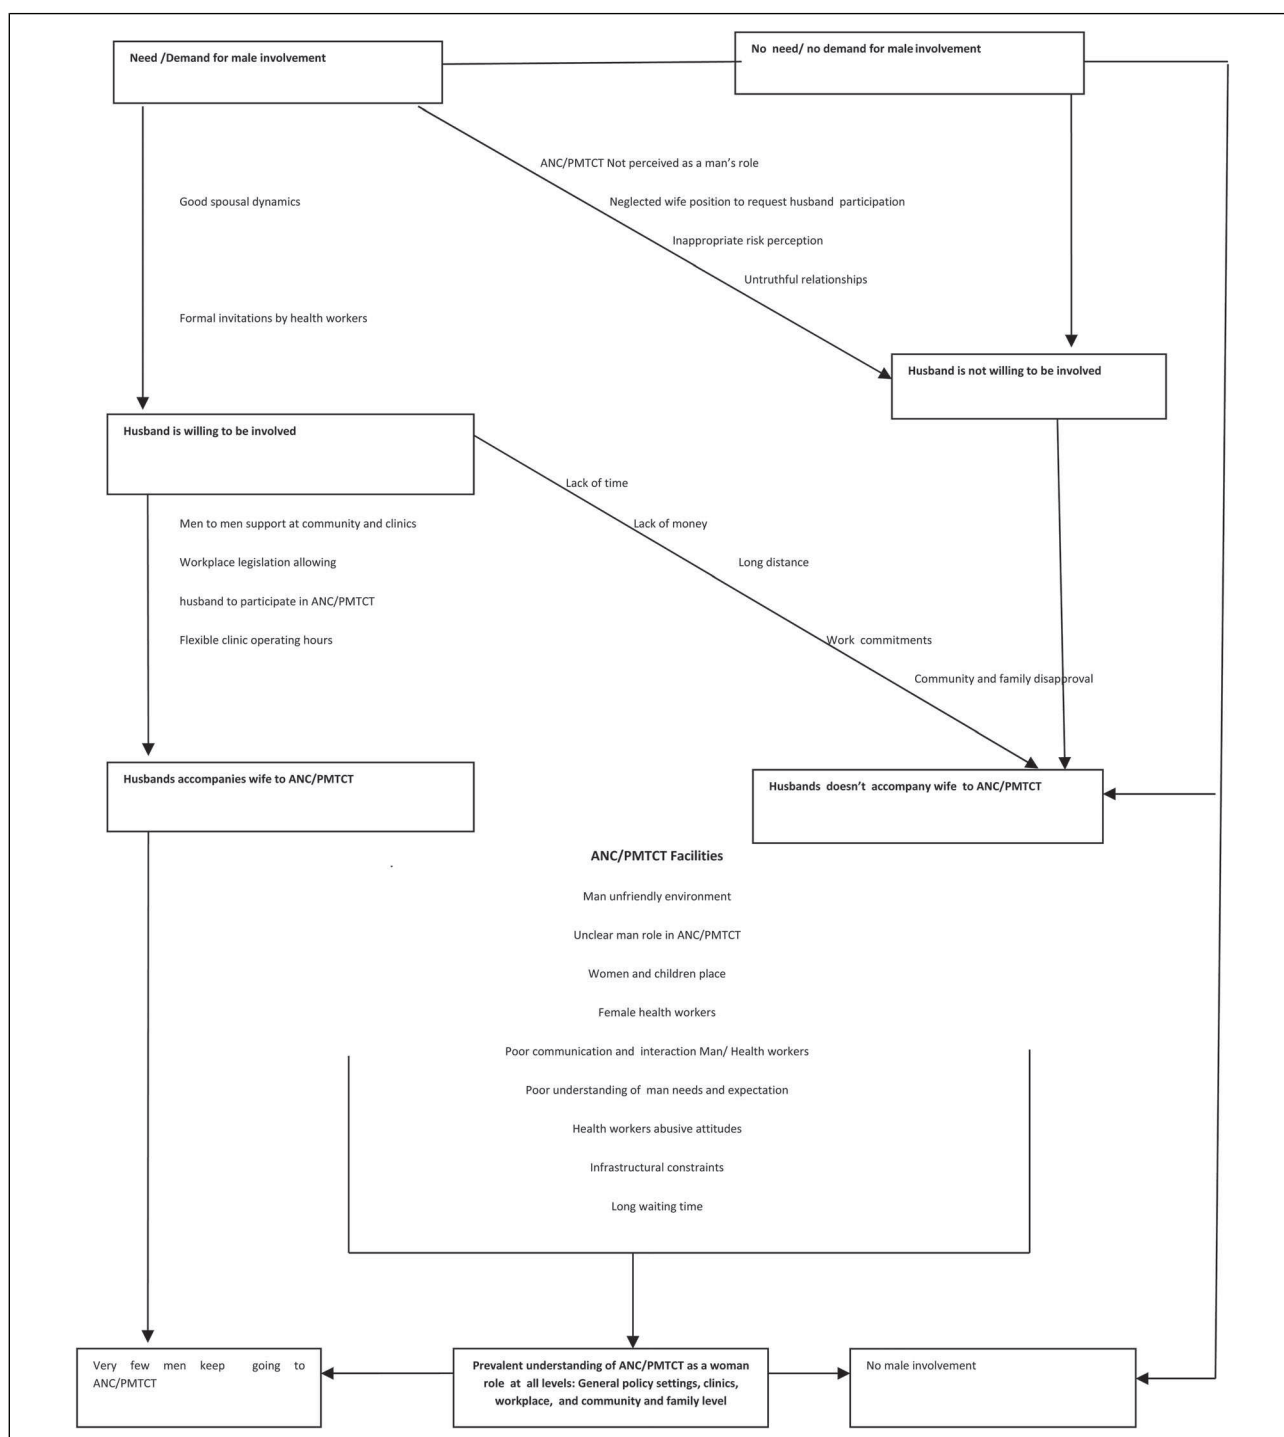 Need /Demand for male involvement
No need/ no demand for male involvement
ANC/PMTCT Not perceived as a man's role
Good spousal dynamics
Neglected wife position to request husband participation
Inappropriate risk perception
Untruthful relationships
Formal invitations by health workers
Husband is not willing to be involved
Husband is willing to be involved
Lack of time
Men to men support at community and clinics
Lack of money
Workplace legislation allowing
Long distance
husband to participate in ANC/PMTCT
Flexible clinic operating hours
Work commitments
Community and family disapproval
Husbands accompanies wife to ANC/PMTCT
Husbands doesn't accompany wife to ANC/PMTCT
ANC/PMTCT Facilities
Man unfriendly environment
Unclear man role in ANC/PMTCT
Women and children place
Female health workers
Poor communication and interaction Man/ Health workers
Poor understanding of man needs and expectation
Health workers abusive attitudes
Infrastructural constraints
Long waiting time
Very few men keep going to
ANC/PMTCT
Prevalent understanding of ANC/PMTCT as a woman
role at all levels: General policy settings, clinics,
workplace, and community and family level
No male involvement